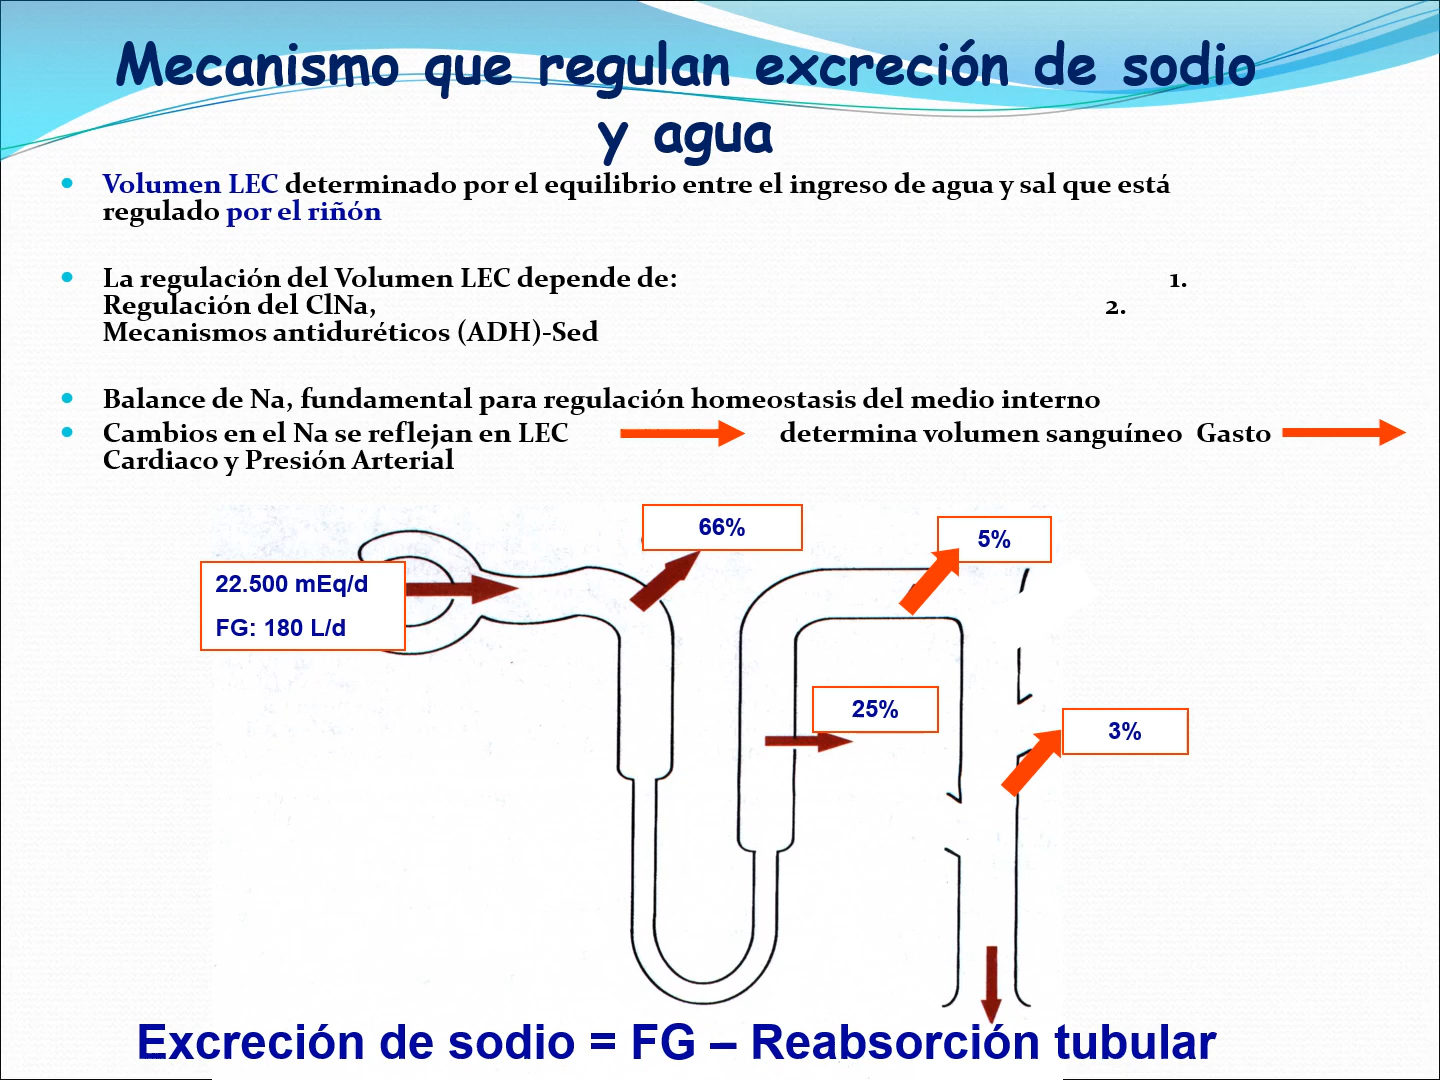 Mecanismo que regulan excreción de sodio
y agua
Volumen LEC determinado por el equilibrio entre el ingreso de agua y sal que está
regulado por el riñón
La regulación del Volumen LEC depende de: 1.
Regulación del ClNa, 2.
Mecanismos antiduréticos (ADH)-Sed
Balance de Na, fundamental para regulación homeostasis del medio interno
Cambios en el Na se reflejan en LEC determina volumen sanguíneo Gasto
Cardiaco y Presión Arterial
66%
5%
22.500 mEq/d
FG: 180 L/d
25%
3%
Excreción de sodio = FG – Reabsorción tubular